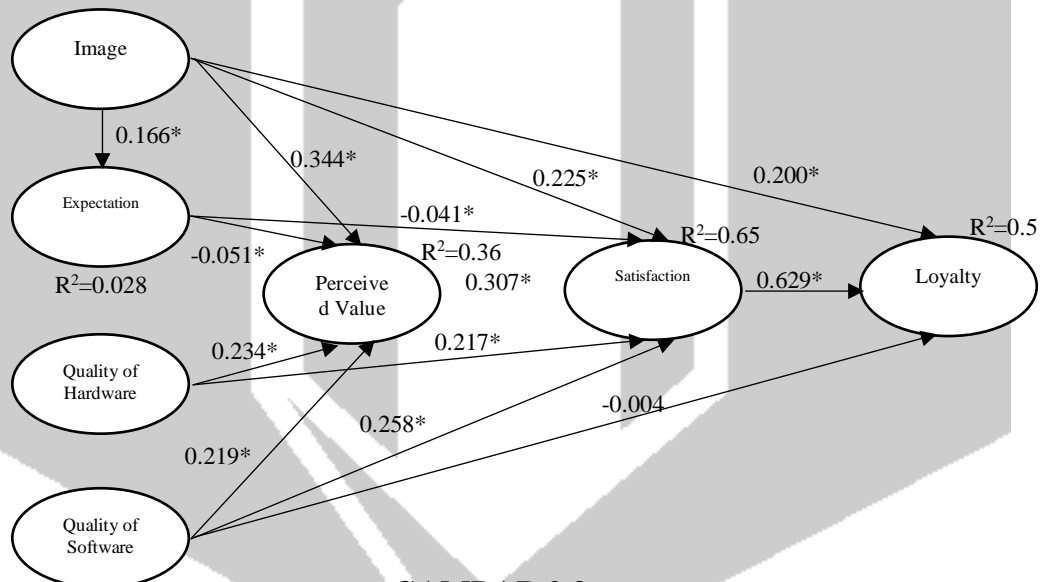 Image
0.166*
0.344*
0.225*
0.200*
Expectation
-0.041*
-0.051*
R²=0.028
R²=0.36
R²=0.65
R²=0.5
Perceive
d Value
0.307*
Satisfaction
0.629*
Loyalty
Quality of
Hardware
0.234*
0.217*
0.219*
0.258*
-0.004
Quality of
Software